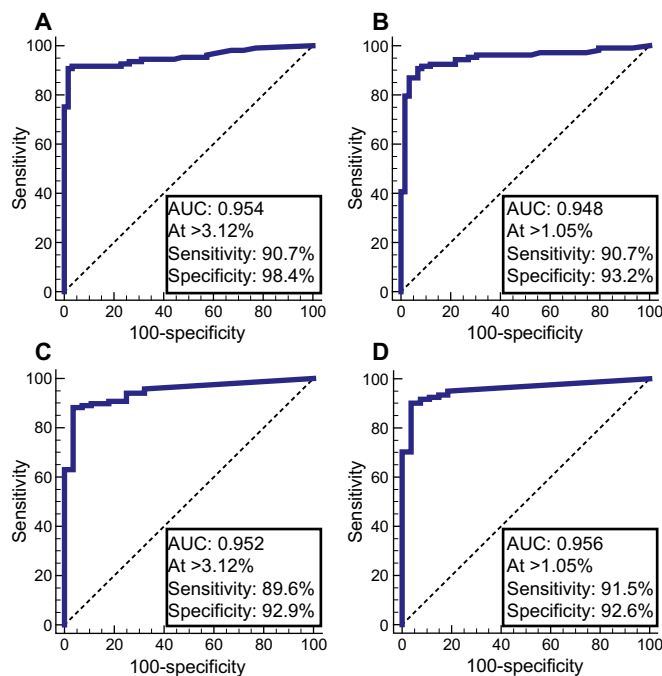 A
100
80
60
40
20
0
Sensitivity
AUC: 0.954
At >3.12%
Sensitivity: 90.7%
Specificity: 98.4%
0 20 40 60 80 100
100-specificity
B
100
80
60
40
20
0
Sensitivity
AUC: 0.948
At >1.05%
Sensitivity: 90.7%
Specificity: 93.2%
0 20 40 60 80 100
100-specificity
C
100
80
60
40
20
0
Sensitivity
AUC: 0.952
At >3.12%
Sensitivity: 89.6%
Specificity: 92.9%
0 20 40 60 80 100
100-specificity
D
100
80
60
40
20
0
Sensitivity
AUC: 0.956
At >1.05%
Sensitivity: 91.5%
Specificity: 92.6%
0 20 40 60 80 100
100-specificity